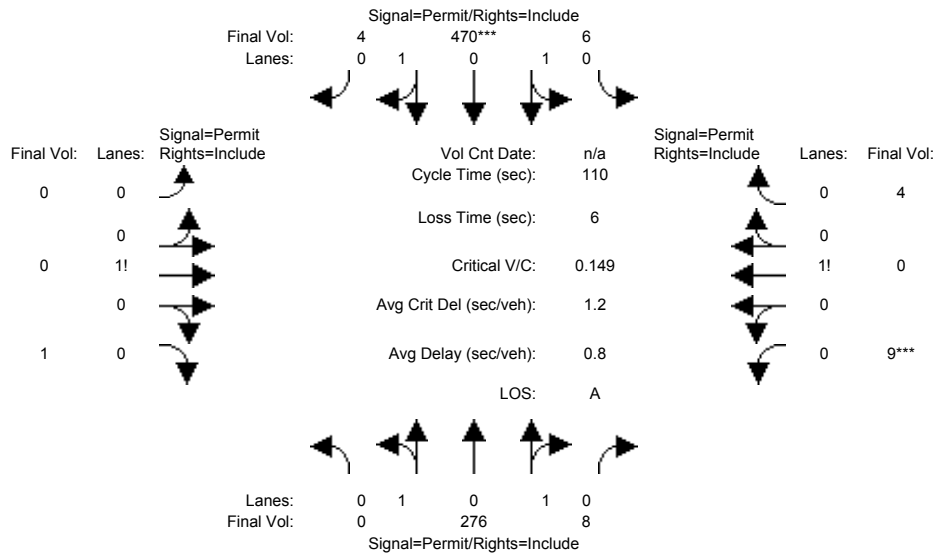 Signal=Permit/Rights=Include
Final Vol: 4 470*** 6
Lanes: 0 1 0 1 0
Signal=Permit Signal=Permit
Final Vol: Lanes: Rights=Include Vol Cnt Date: n/a Rights=Include Lanes: Final Vol:
Cycle Time (sec): 110
0 0 0 4
Loss Time (sec): 6
0 0
0 1! Critical V/C: 0.149 1! 0
0 Avg Crit Del (sec/veh): 1.2 0
1 0 Avg Delay (sec/veh): 0.8 0 9***
LOS: A
Lanes: 0 1 0 1 0
Final Vol: 0 276 8
Signal=Permit/Rights=Include